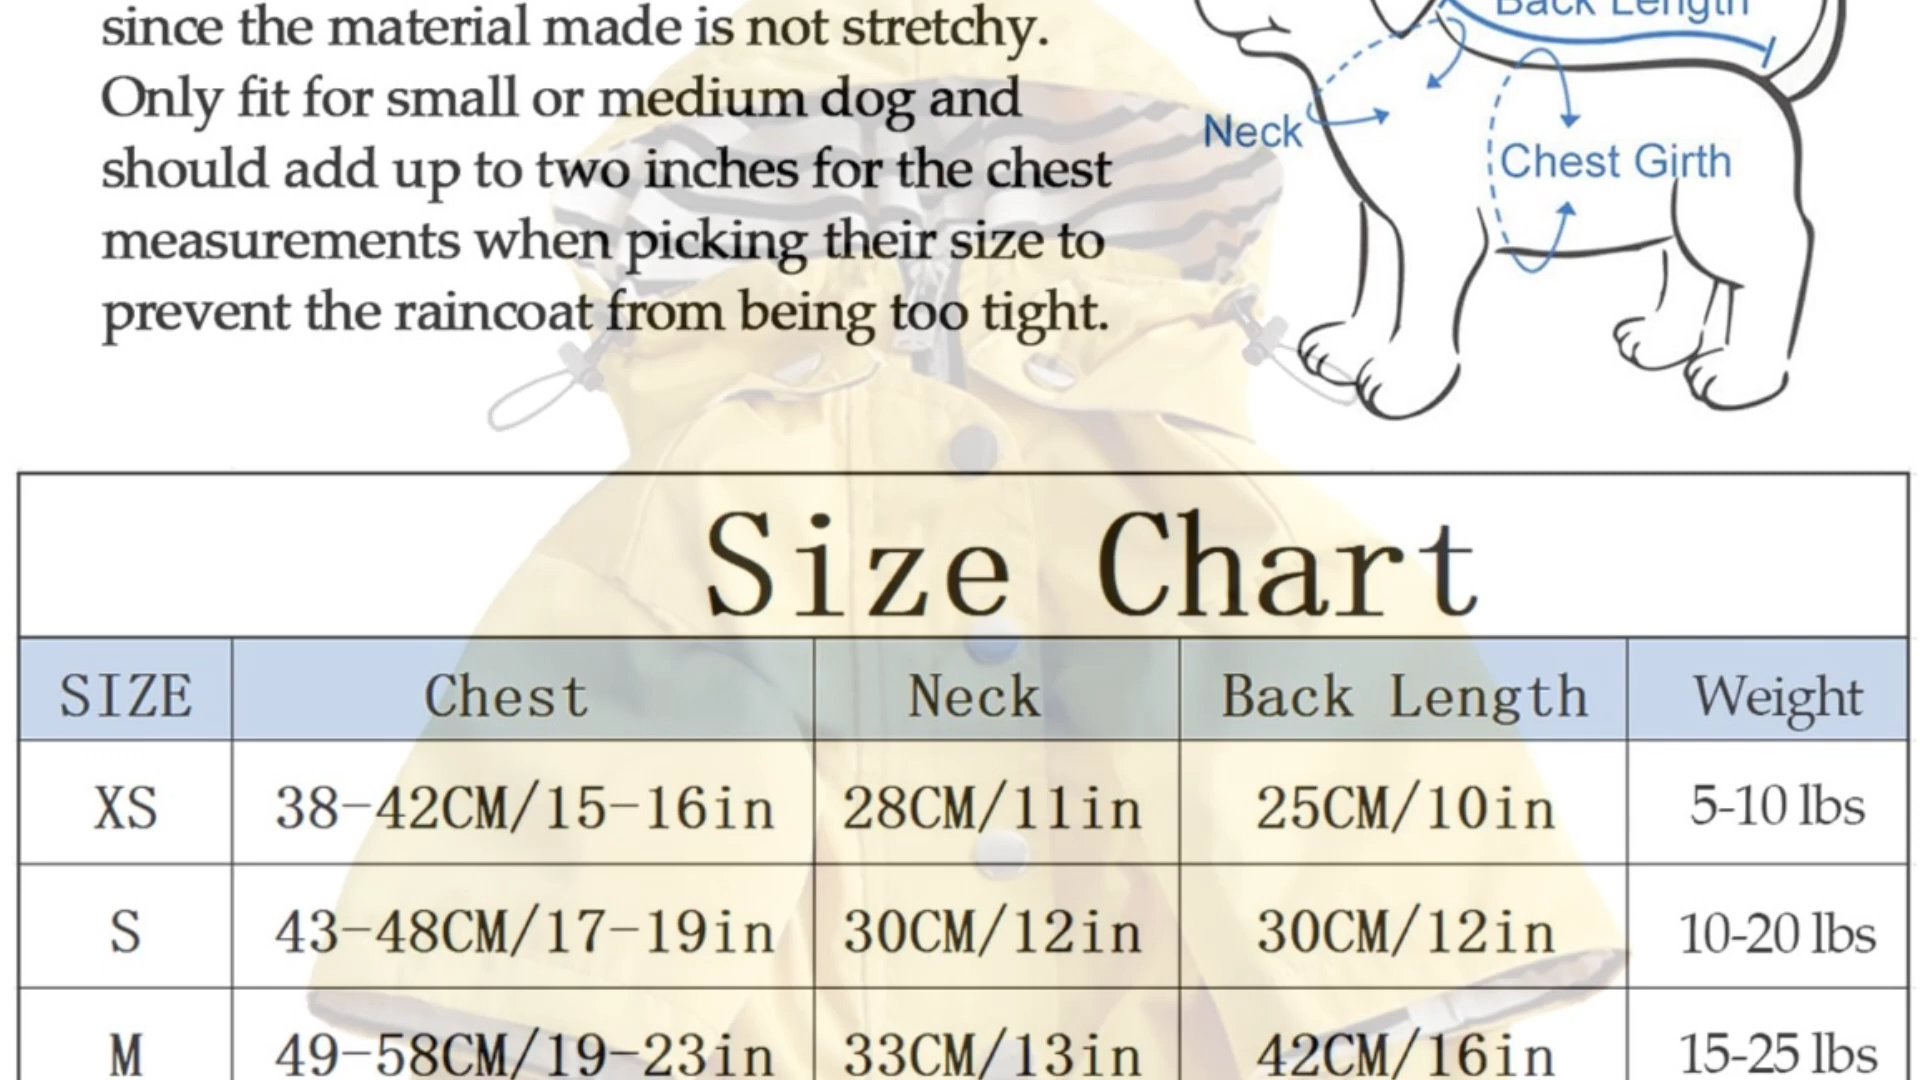 since the material made is not stretchy.
Only fit for small or medium dog and
should add up to two inches for the chest
measurements when picking their size to
prevent the raincoat from being too tight.
Back Length
Neck
Chest Girth
Size Chart
SIZE Chest Neck Back Length Weight
XS 38-42CM/15-16in 28CM/11in 25CM/10in 5-10 lbs
S 43-48CM/17-19in 30CM/12in 30CM/12in 10-20 lbs
M 49-58CM/19-23in 33CM/13in 42CM/16in 15-25 lbs